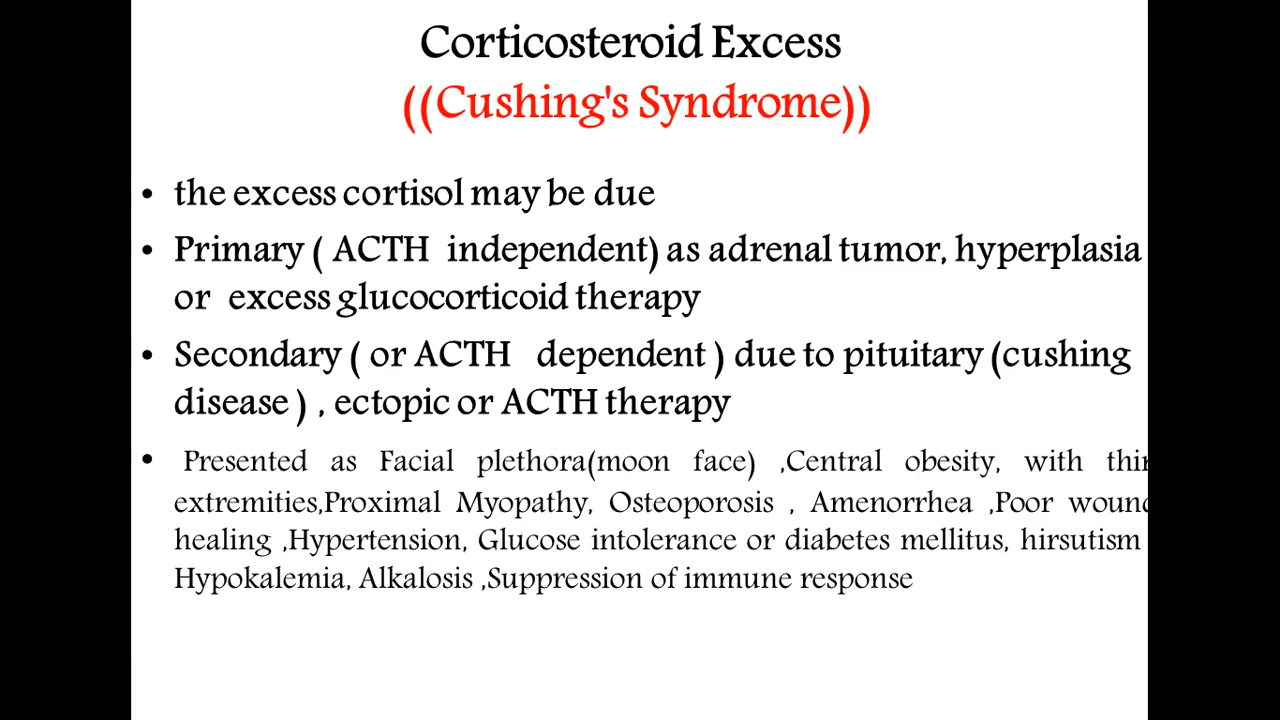 Corticosteroid Excess
((Cushing's Syndrome))
• the excess cortisol may be due
• Primary ( ACTH independent) as adrenal tumor, hyperplasia
or excess glucocorticoid therapy
• Secondary ( or ACTH dependent ) due to pituitary (cushing
disease ) , ectopic or ACTH therapy
• Presented as Facial plethora(moon face) ,Central obesity, with thin
extremities,Proximal Myopathy, Osteoporosis , Amenorrhea ,Poor wound
healing ,Hypertension, Glucose intolerance or diabetes mellitus, hirsutism
Hypokalemia, Alkalosis ,Suppression of immune response